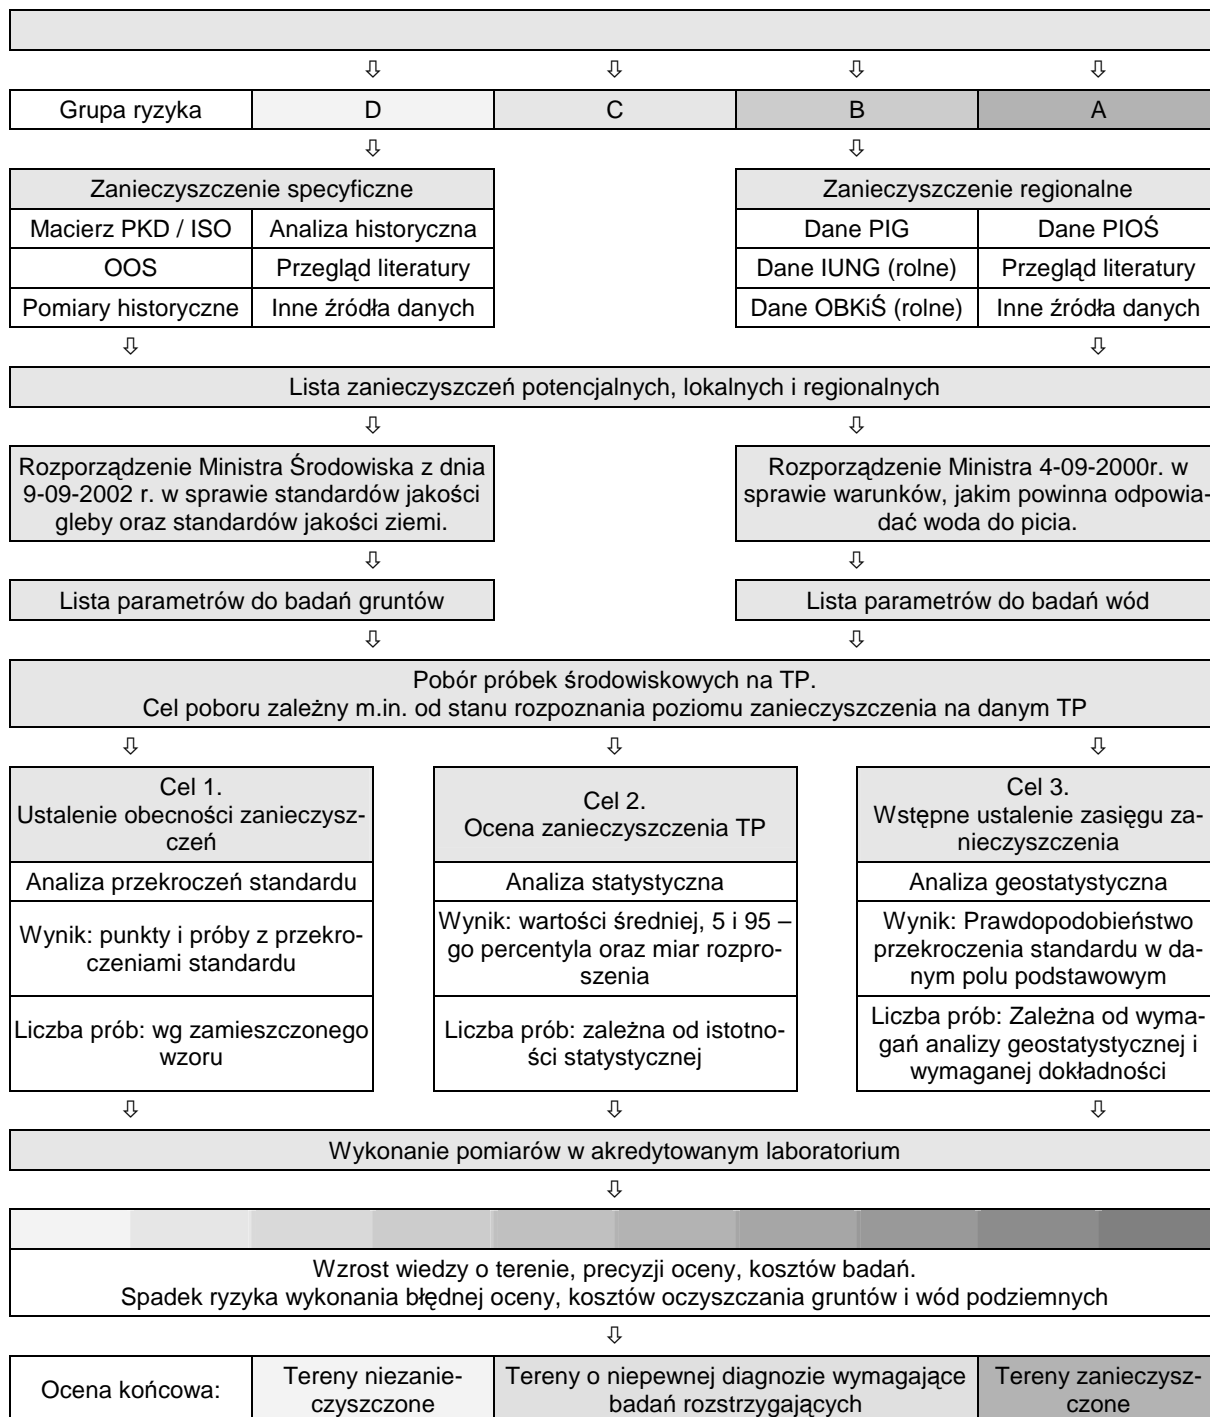 Grupa ryzyka D C B A
Zanieczyszczenie specyficzne
Macierz PKD / ISO Analiza historyczna
OOS Przegląd literatury
Pomiary historyczne Inne źródła danych
Zanieczyszczenie regionalne
Dane PIG Dane PIOŚ
Dane IUNG (rolne) Przegląd literatury
Dane OBKiŚ (rolne) Inne źródła danych
Lista zanieczyszczeń potencjalnych, lokalnych i regionalnych
Rozporządzenie Ministra Środowiska z dnia
9-09-2002 r. w sprawie standardów jakości
gleby oraz standardów jakości ziemi.
Rozporządzenie Ministra 4-09-2000r. w
sprawie warunków, jakim powinna odpowia-
dać woda do picia.
Lista parametrów do badań gruntów
Lista parametrów do badań wód
Pobór próbek środowiskowych na TP.
Cel poboru zależny m.in. od stanu rozpoznania poziomu zanieczyszczenia na danym TP
Cel 1.
Ustalenie obecności zanieczysz-
czeń
Analiza przekroczeń standardu
Wynik: punkty i próby z przekro-
czeniami standardu
Liczba prób: wg zamieszczonego
wzoru
Cel 2.
Ocena zanieczyszczenia TP
Analiza statystyczna
Wynik: wartości średniej, 5 i 95 –
go percentyla oraz miar rozpro-
szenia
Liczba prób: zależna od istotno-
ści statystycznej
Cel 3.
Wstępne ustalenie zasięgu za-
nieczyszczenia
Analiza geostatystyczna
Wynik: Prawdopodobieństwo
przekroczenia standardu w da-
nym polu podstawowym
Liczba prób: Zależna od wyma-
gań analizy geostatystycznej i
wymaganej dokładności
Wykonanie pomiarów w akredytowanym laboratorium
Wzrost wiedzy o terenie, precyzji oceny, kosztów badań.
Spadek ryzyka wykonania błędnej oceny, kosztów oczyszczania gruntów i wód podziemnych
Ocena końcowa:
Tereny niezanie-
czyszczone
Tereny o niepewnej diagnozie wymagające
badań rozstrzygających
Tereny zanieczysz-
czone